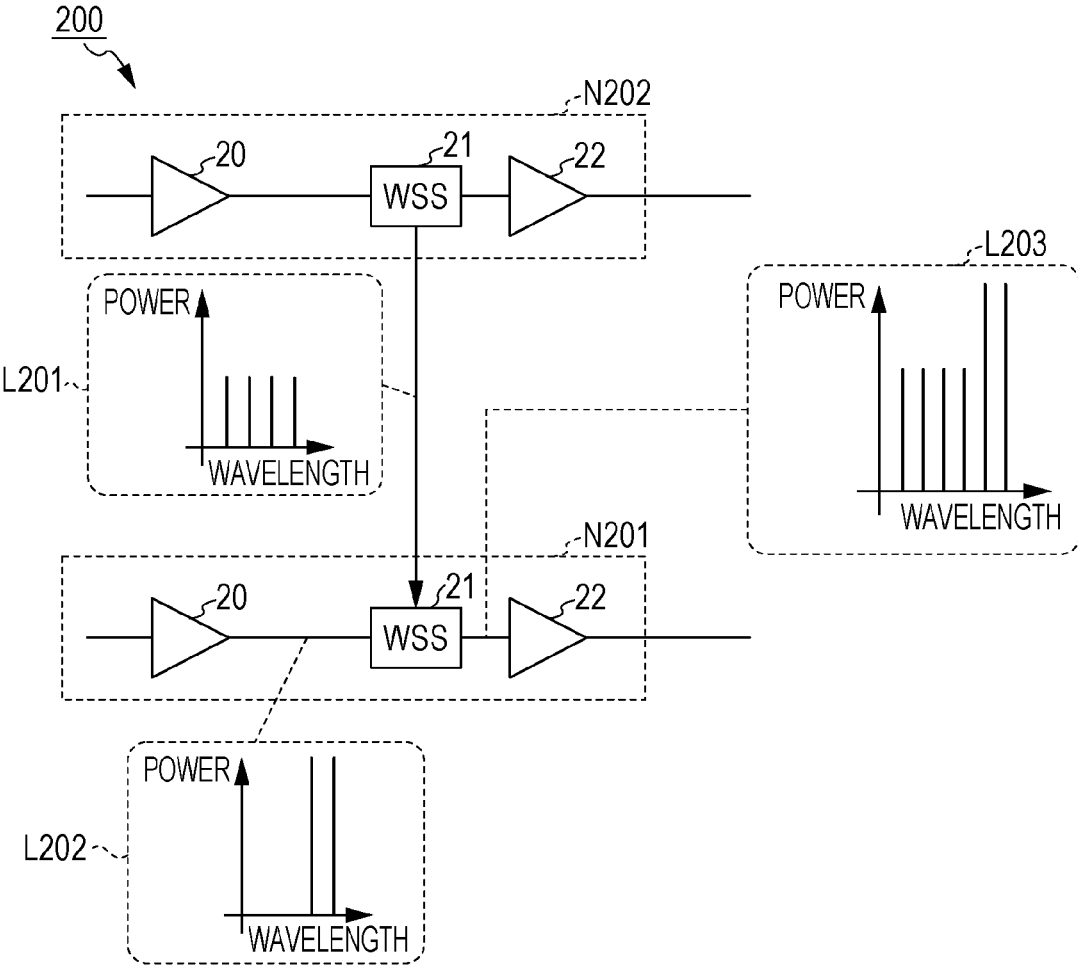 200
N202
20
21
22
WSS
L203
POWER
WAVELENGTH
L201
POWER
WAVELENGTH
N201
20
21
22
WSS
L202
POWER
WAVELENGTH